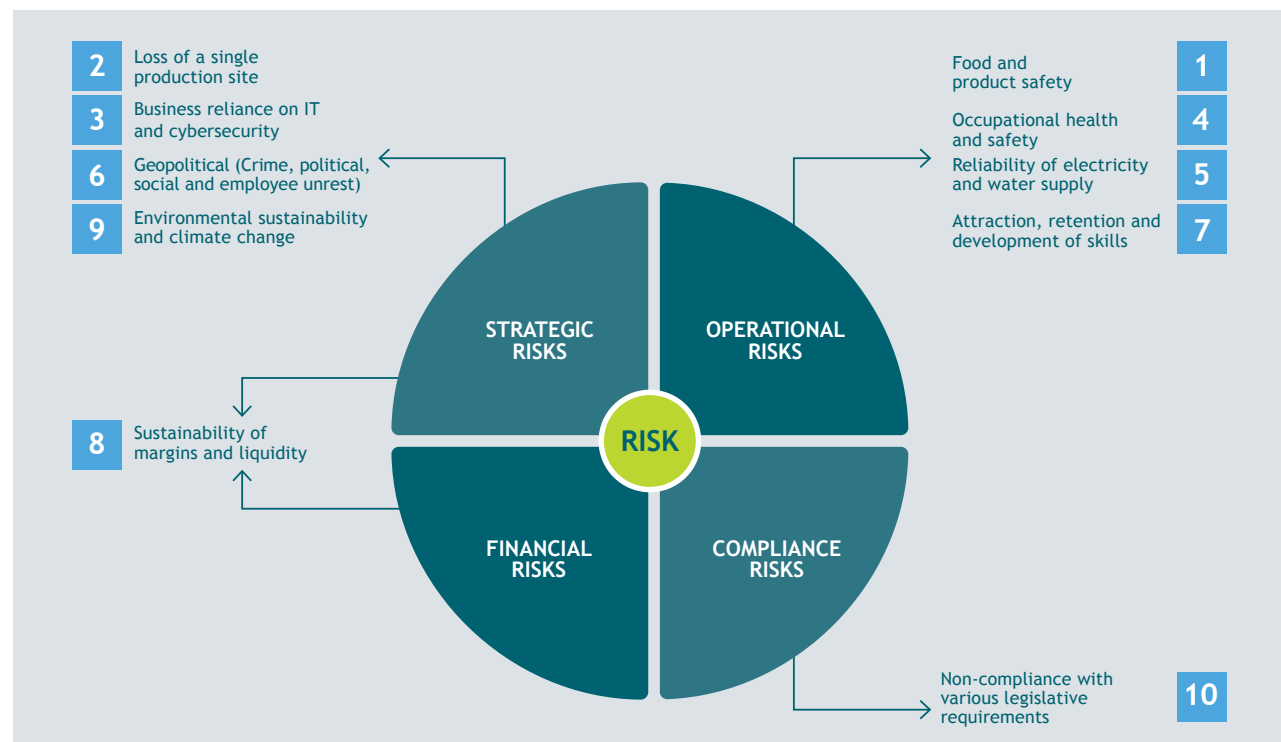 2
Loss of a single
production site
3
Business reliance on IT
and cybersecurity
6
Geopolitical (Crime, political,
social and employee unrest)
9
Environmental sustainability
and climate change
Food and
product safety
1
Occupational health
and safety
4
Reliability of electricity
and water supply
5
Attraction, retention and
development of skills
7
STRATEGIC
RISKS
OPERATIONAL
RISKS
8
Sustainability of
margins and liquidity
RISK
FINANCIAL
RISKS
COMPLIANCE
RISKS
Non-compliance with
various legislative
requirements
10